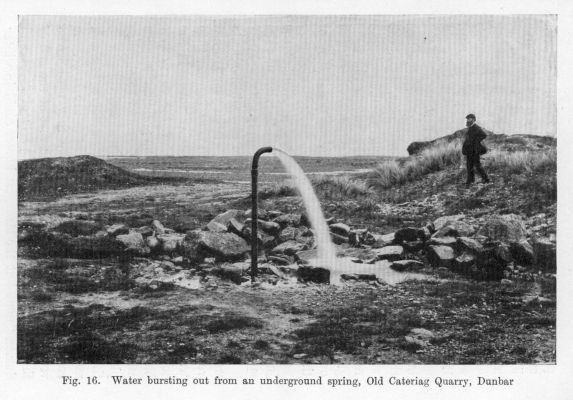 Fig. 16. Water bursting out from an underground spring, Old Cateriag Quarry, Dunbar